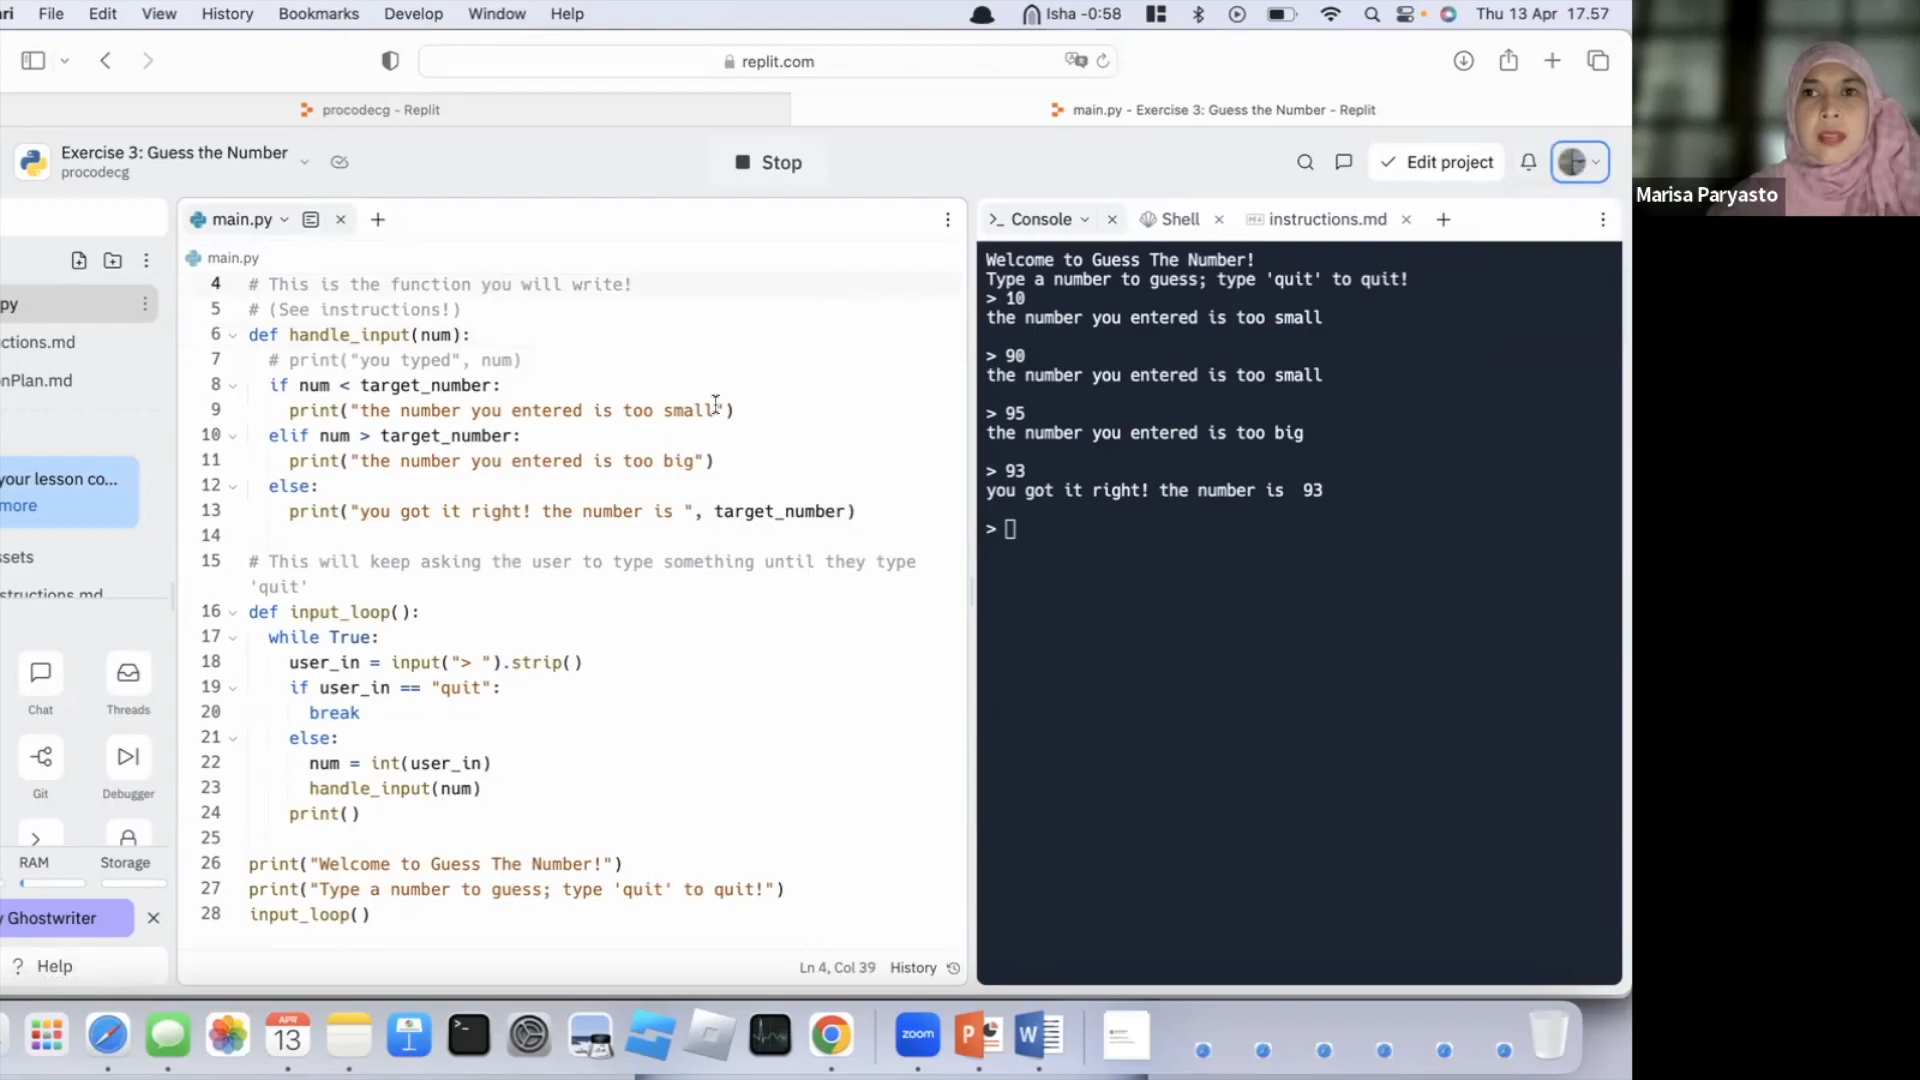 ri File Edit View History Bookmarks Develop Window Help
Isha -0:58
Thu 13 Apr 17.57
replit.com
procodecg - Replit
main.py - Exercise 3: Guess the Number - Replit
Exercise 3: Guess the Number
procodecg
Stop
Edit project
Marisa Paryasto
py
ctions.md
nPlan.md
your lesson co...
more
ssets
structions.md
Chat
Threads
Git
Debugger
RAM
Storage
y Ghostwriter
? Help
main.py
main.py
4 # This is the function you will write!
5 # (See instructions!)
6 def handle_input(num):
7 # print("you typed", num)
8 if num < target_number:
9 print("the number you entered is too small")
10 elif num > target_number:
11 print("the number you entered is too big")
12 else:
13 print("you got it right! the number is ", target_number)
14
15 # This will keep asking the user to type something until they type
'quit'
16 def input_loop():
17 while True:
18 user_in = input("> ").strip()
19 if user_in == "quit":
20 break
21 else:
22 num = int(user_in)
23 handle_input(num)
24 print()
25
26 print("Welcome to Guess The Number!")
27 print("Type a number to guess; type 'quit' to quit!")
28 input_loop()
Ln 4, Col 39 History
Console
Shell
instructions.md
Welcome to Guess The Number!
Type a number to guess; type 'quit' to quit!
> 10
the number you entered is too small
> 90
the number you entered is too small
> 95
the number you entered is too big
> 93
you got it right! the number is  93
>
APR
13
zoom
P
W